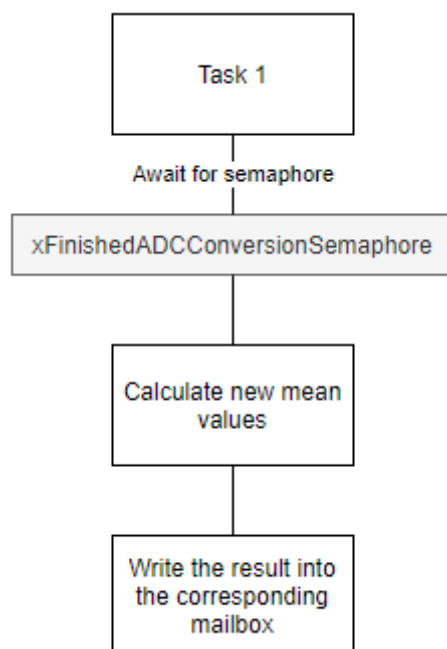 Task 1
Await for semaphore
xFinishedADCConversionSemaphore
Calculate new mean
values
Write the result into
the corresponding
mailbox